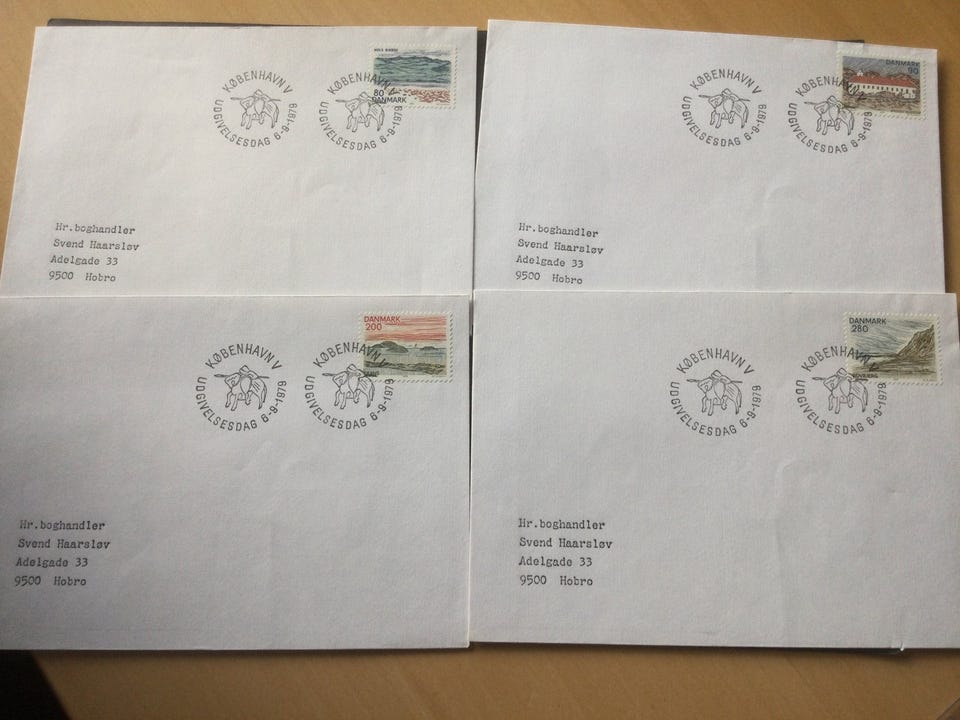 KØBENHAVN V
UDGIVELSESDAG 6-9-1979
KØBENHAVN V
UDGIVELSESDAG 6-9-1979
80
DANMARK
Hr.boghandler
Svend Haarsløv
Adelgade 33
9500 Hobro
KØBENHAVN V
UDGIVELSESDAG 6-9-1979
KØBENHAVN V
UDGIVELSESDAG 6-9-1979
DANMARK
90
Hr.boghandler
Svend Haarsløv
Adelgade 33
9500 Hobro
KØBENHAVN V
UDGIVELSESDAG 6-9-1979
KØBENHAVN V
UDGIVELSESDAG 6-9-1979
DANMARK
200
Hr.boghandler
Svend Haarsløv
Adelgade 33
9500 Hobro
KØBENHAVN V
UDGIVELSESDAG 6-9-1979
KØBENHAVN V
UDGIVELSESDAG 6-9-1979
DANMARK
280
BOVBJERG
Hr.boghandler
Svend Haarsløv
Adelgade 33
9500 Hobro